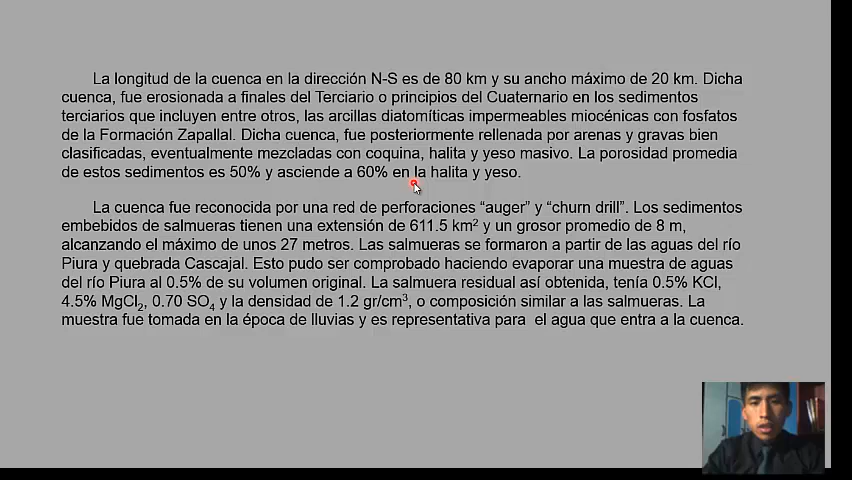 La longitud de la cuenca en la dirección N-S es de 80 km y su ancho máximo de 20 km. Dicha
cuenca, fue erosionada a finales del Terciario o principios del Cuaternario en los sedimentos
terciarios que incluyen entre otros, las arcillas diatomíticas impermeables miocénicas con fosfatos
de la Formación Zapallal. Dicha cuenca, fue posteriormente rellenada por arenas y gravas bien
clasificadas, eventualmente mezcladas con coquina, halita y yeso masivo. La porosidad promedia
de estos sedimentos es 50% y asciende a 60% en la halita y yeso.
La cuenca fue reconocida por una red de perforaciones “auger” y “churn drill”. Los sedimentos
embebidos de salmueras tienen una extensión de 611.5 km² y un grosor promedio de 8 m,
alcanzando el máximo de unos 27 metros. Las salmueras se formaron a partir de las aguas del río
Piura y quebrada Cascajal. Esto pudo ser comprobado haciendo evaporar una muestra de aguas
del río Piura al 0.5% de su volumen original. La salmuera residual así obtenida, tenía 0.5% KCl,
4.5% MgCl₂, 0.70 SO₄ y la densidad de 1.2 gr/cm³, o composición similar a las salmueras. La
muestra fue tomada en la época de lluvias y es representativa para el agua que entra a la cuenca.